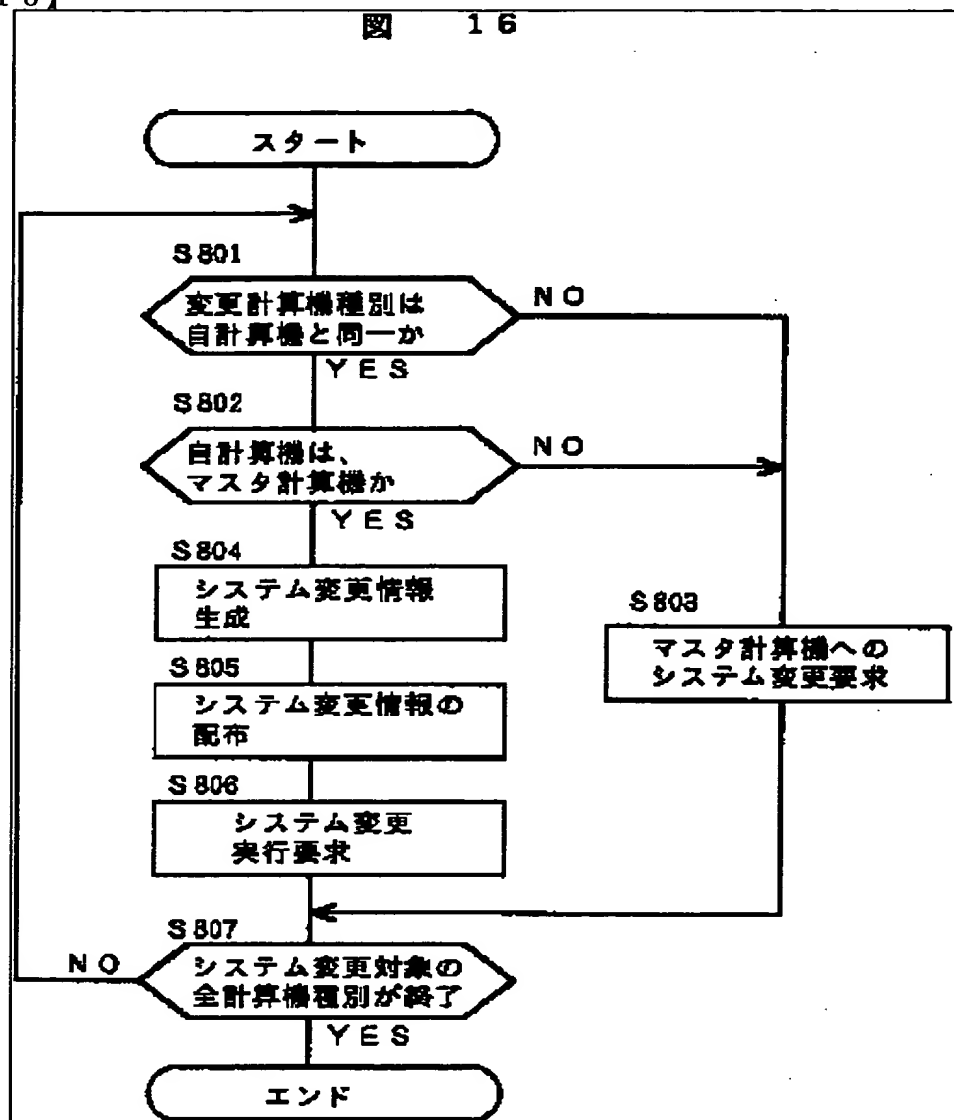 図 16
スタート
S801
変更計算機種別は
自計算機と同一か
NO
YES
S802
自計算機は、
マスタ計算機か
NO
YES
S804
システム変更情報
生成
S803
マスタ計算機への
システム変更要求
S805
システム変更情報の
配布
S806
システム変更
実行要求
S807
システム変更対象の
全計算機種別が終了
NO
YES
エンド